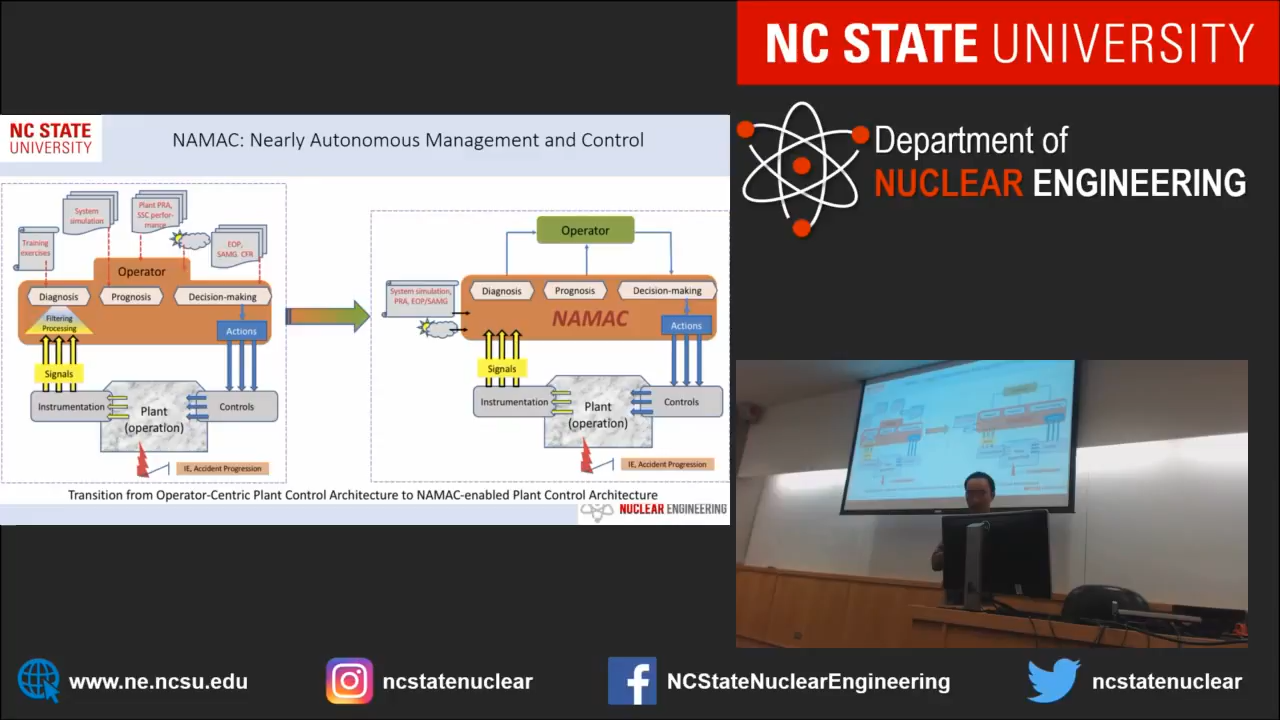 NC STATE UNIVERSITY
Department of
NUCLEAR ENGINEERING
NC STATE
UNIVERSITY
NAMAC: Nearly Autonomous Management and Control
Training
exercises
System
simulation
Plant PRA,
SSC perfor-
mance
EOP,
SAMG. CFR
Operator
Diagnosis
Prognosis
Decision-making
Filtering
Processing
Actions
Signals
Instrumentation
Plant
(operation)
Controls
IE, Accident Progression
Operator
System simulation,
PRA, EOP/SAMG
Diagnosis
Prognosis
Decision-making
NAMAC
Actions
Signals
Instrumentation
Plant
(operation)
Controls
IE, Accident Progression
Transition from Operator-Centric Plant Control Architecture to NAMAC-enabled Plant Control Architecture
NUCLEAR ENGINEERING
www.ne.ncsu.edu
ncstatenuclear
NCStateNuclearEngineering
ncstatenuclear